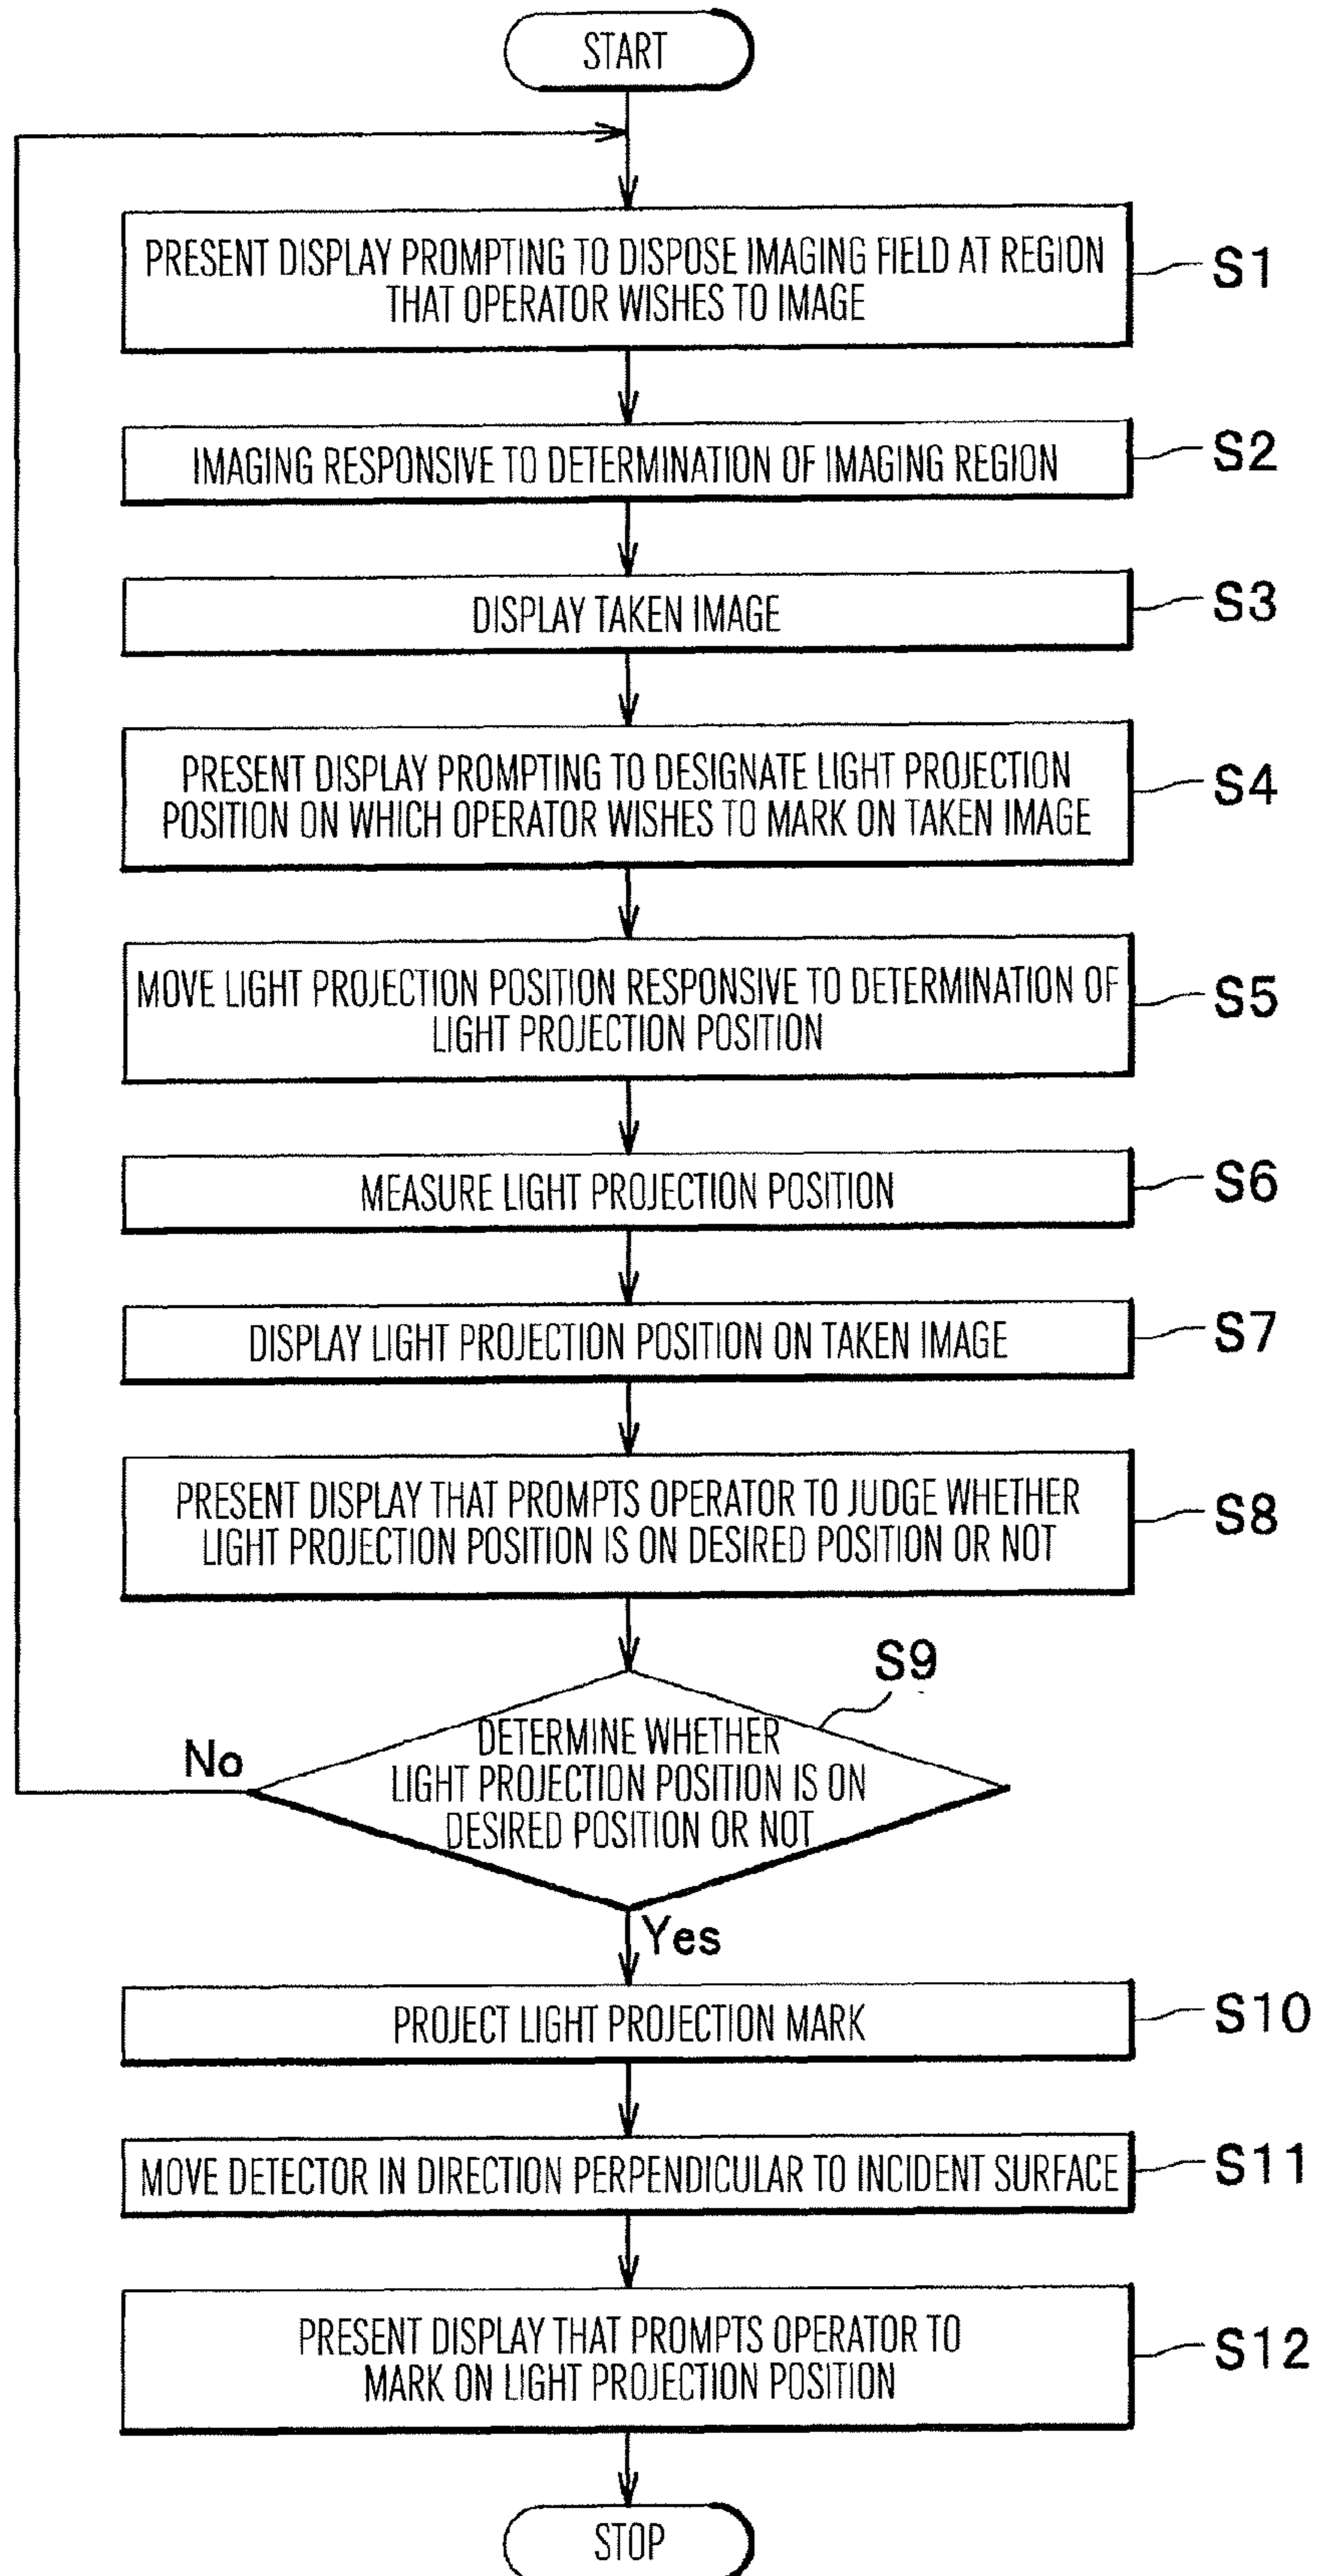 START
PRESENT DISPLAY PROMPTING TO DISPOSE IMAGING FIELD AT REGION
THAT OPERATOR WISHES TO IMAGE
S1
IMAGING RESPONSIVE TO DETERMINATION OF IMAGING REGION
S2
DISPLAY TAKEN IMAGE
S3
PRESENT DISPLAY PROMPTING TO DESIGNATE LIGHT PROJECTION
POSITION ON WHICH OPERATOR WISHES TO MARK ON TAKEN IMAGE
S4
MOVE LIGHT PROJECTION POSITION RESPONSIVE TO DETERMINATION OF
LIGHT PROJECTION POSITION
S5
MEASURE LIGHT PROJECTION POSITION
S6
DISPLAY LIGHT PROJECTION POSITION ON TAKEN IMAGE
S7
PRESENT DISPLAY THAT PROMPTS OPERATOR TO JUDGE WHETHER
LIGHT PROJECTION POSITION IS ON DESIRED POSITION OR NOT
S8
S9
DETERMINE WHETHER
LIGHT PROJECTION POSITION IS ON
DESIRED POSITION OR NOT
No
Yes
PROJECT LIGHT PROJECTION MARK
S10
MOVE DETECTOR IN DIRECTION PERPENDICULAR TO INCIDENT SURFACE
S11
PRESENT DISPLAY THAT PROMPTS OPERATOR TO
MARK ON LIGHT PROJECTION POSITION
S12
STOP